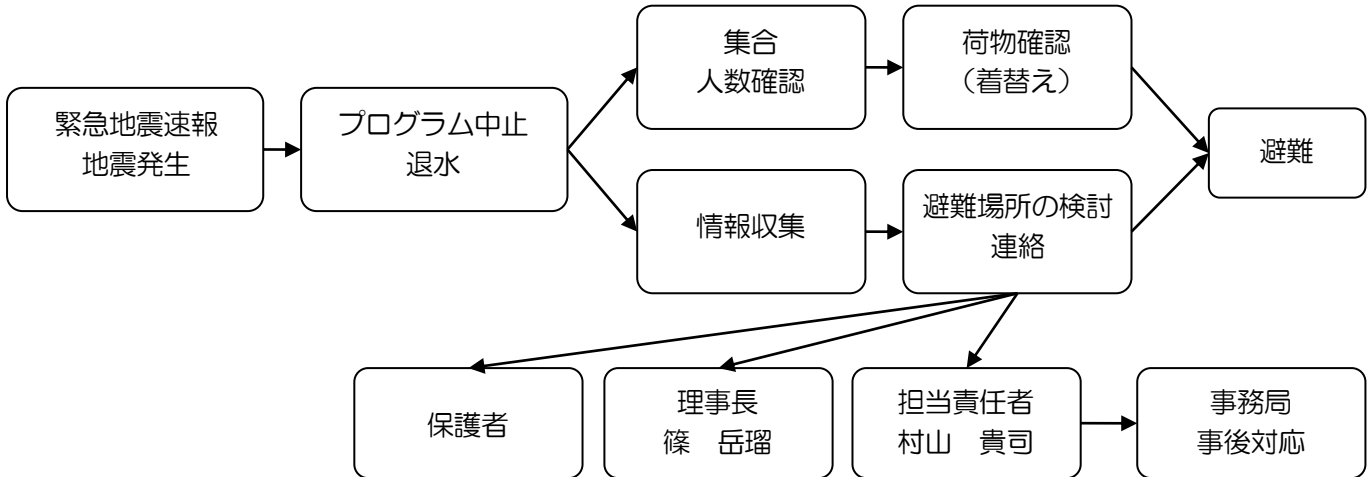 緊急地震速報
地震発生
プログラム中止
退水
集合
人数確認
荷物確認
（着替え）
情報収集
避難場所の検討
連絡
避難
保護者
理事長
篠　岳瑠
担当責任者
村山　貴司
事務局
事後対応